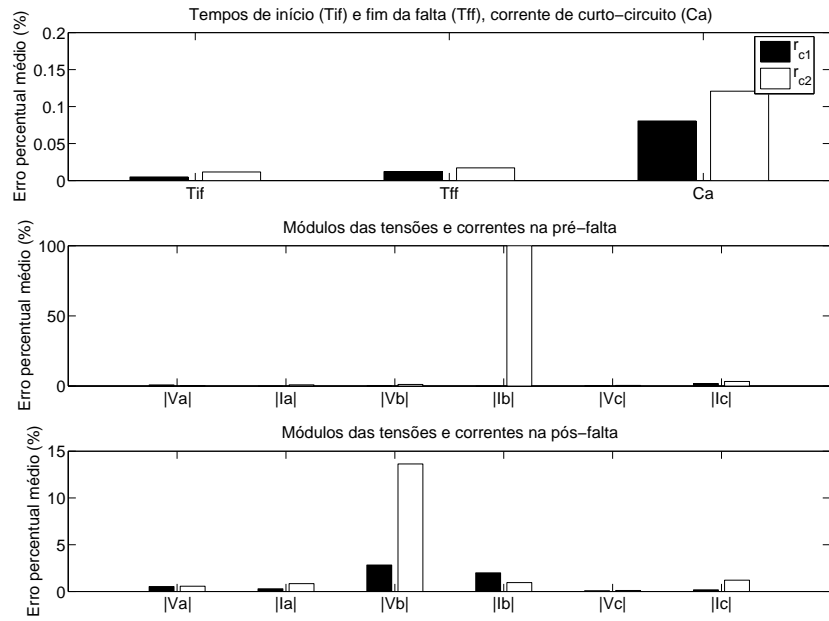 Tempos de início (Tif) e fim da falta (Tff), corrente de curto−circuito (Ca)
Erro percentual médio (%)
0.2
0.15
0.1
0.05
0
Tif Tff Ca
r_c1
r_c2
Módulos das tensões e correntes na pré−falta
Erro percentual médio (%)
100
50
0
|Va| |Ia| |Vb| |Ib| |Vc| |Ic|
Módulos das tensões e correntes na pós−falta
Erro percentual médio (%)
15
10
5
0
|Va| |Ia| |Vb| |Ib| |Vc| |Ic|